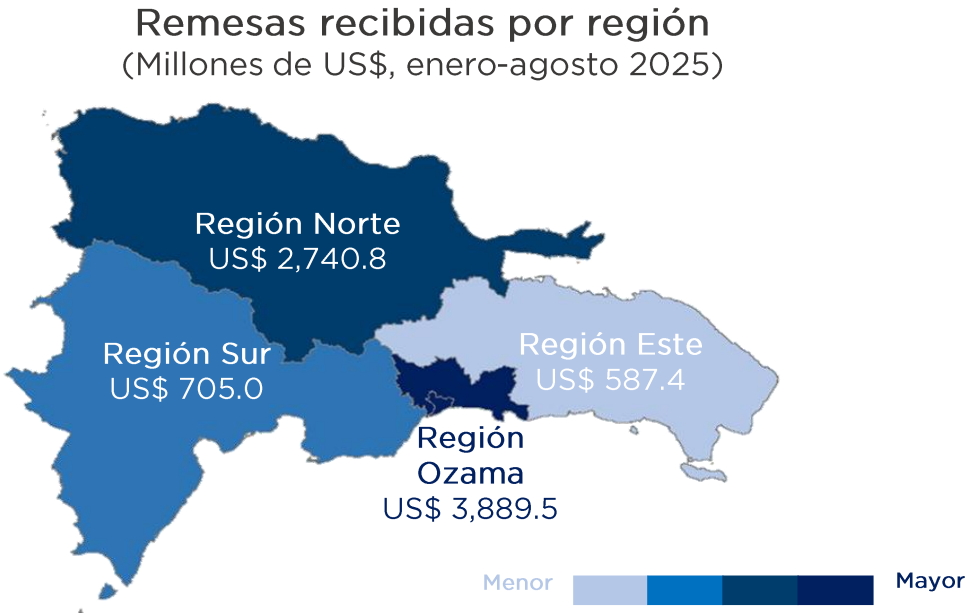 Remesas recibidas por región
(Millones de US$, enero-agosto 2025)
Región Norte
US$ 2,740.8
Región Sur
US$ 705.0
Región Este
US$ 587.4
Región
Ozama
US$ 3,889.5
Menor
Mayor